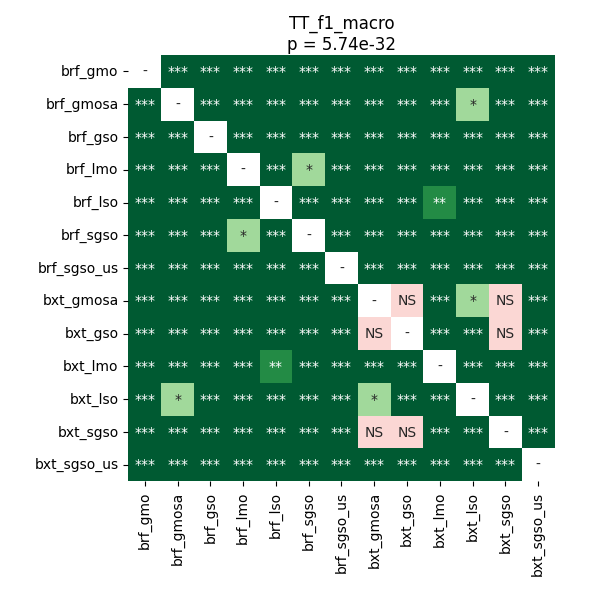 TT_f1_macro
p = 5.74e-32
brf_gmo - *** *** *** *** *** *** *** *** *** *** *** ***
brf_gmosa *** - *** *** *** *** *** *** *** *** * *** ***
brf_gso *** *** - *** *** *** *** *** *** *** *** *** ***
brf_lmo *** *** *** - *** * *** *** *** *** *** *** ***
brf_lso *** *** *** *** - *** *** *** *** ** *** *** ***
brf_sgso *** *** *** * *** - *** *** *** *** *** *** ***
brf_sgso_us *** *** *** *** *** *** - *** *** *** *** *** ***
bxt_gmosa *** *** *** *** *** *** *** - NS *** * NS ***
bxt_gso *** *** *** *** *** *** *** NS - *** *** NS ***
bxt_lmo *** *** *** *** ** *** *** *** *** - *** *** ***
bxt_lso *** * *** *** *** *** *** * *** *** - *** ***
bxt_sgso *** *** *** *** *** *** *** NS NS *** *** - ***
bxt_sgso_us *** *** *** *** *** *** *** *** *** *** *** *** -
brf_gmo brf_gmosa brf_gso brf_lmo brf_lso brf_sgso brf_sgso_us bxt_gmosa bxt_gso bxt_lmo bxt_lso bxt_sgso bxt_sgso_us